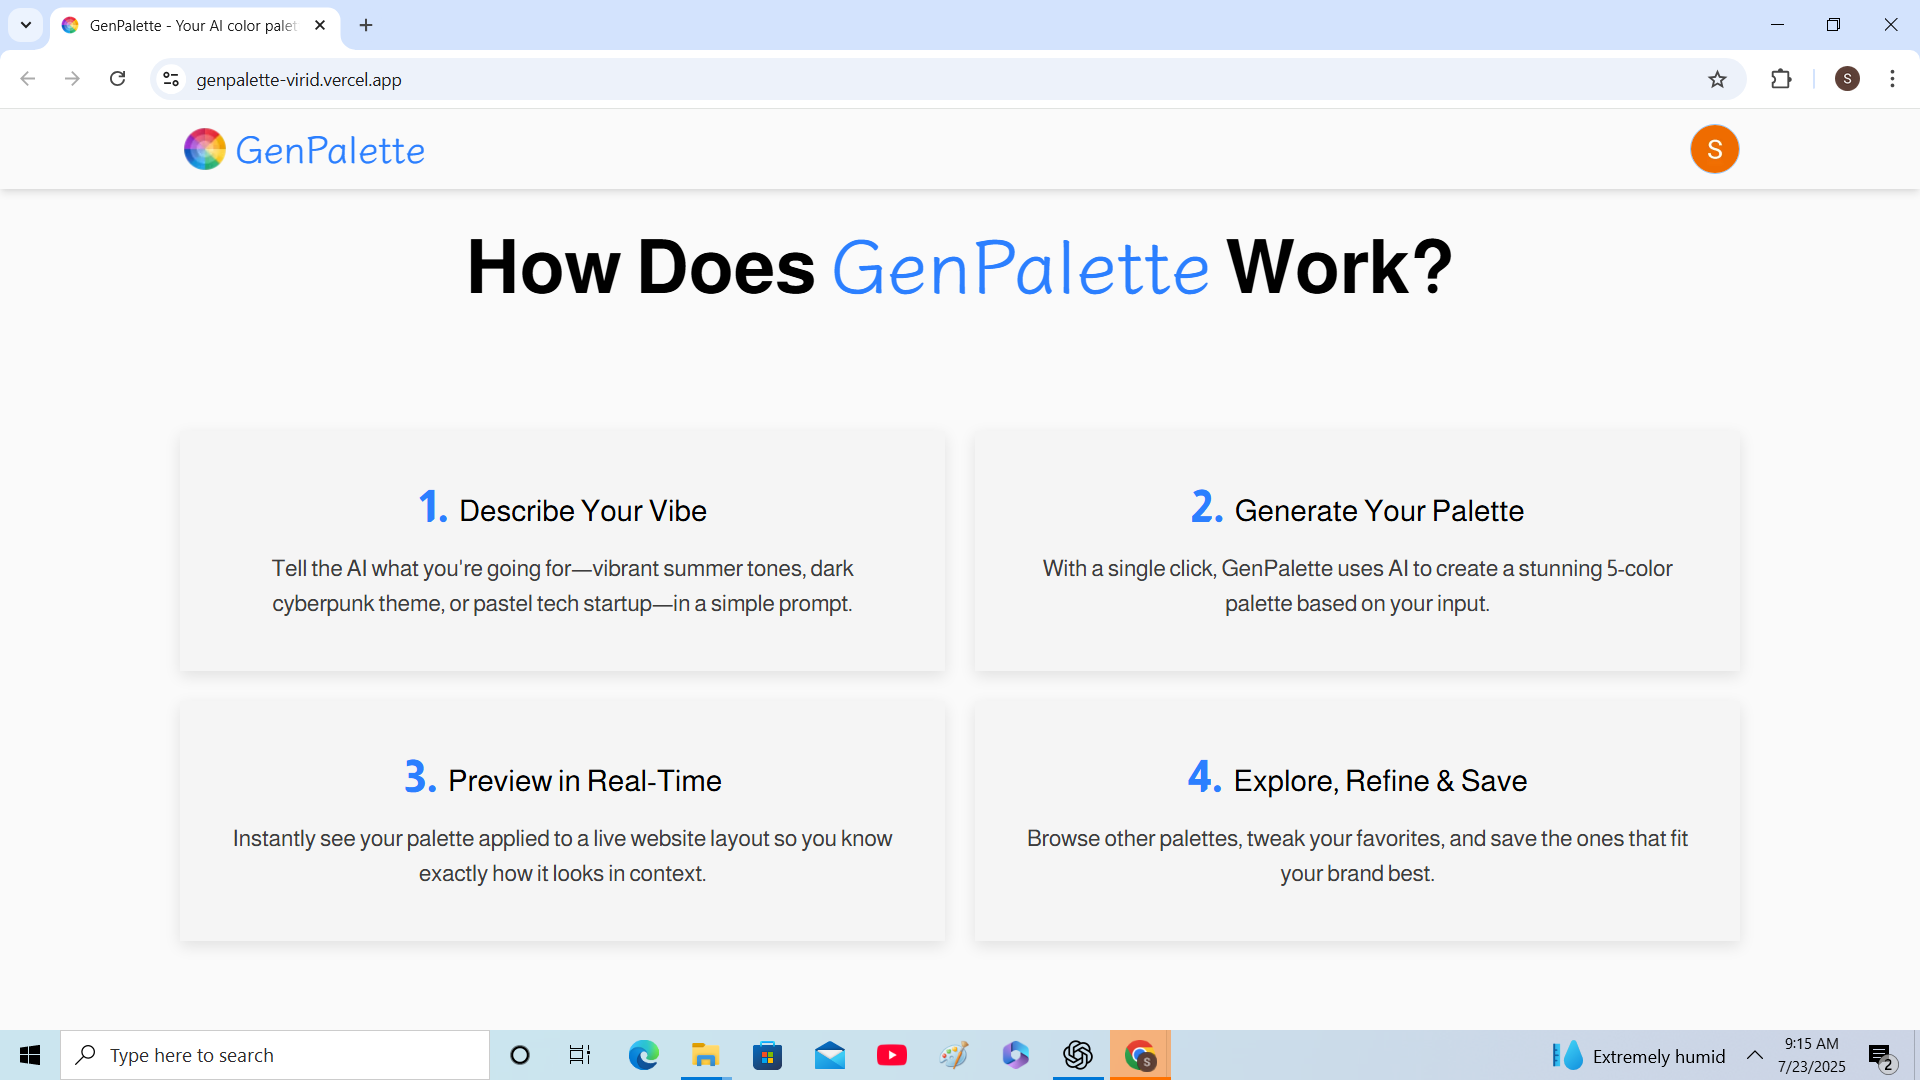 GenPalette - Your AI color palet
genpalette-virid.vercel.app
S
GenPalette
S
How Does GenPalette Work?
1. Describe Your Vibe
Tell the AI what you're going for—vibrant summer tones, dark
cyberpunk theme, or pastel tech startup—in a simple prompt.
2. Generate Your Palette
With a single click, GenPalette uses AI to create a stunning 5-color
palette based on your input.
3. Preview in Real-Time
Instantly see your palette applied to a live website layout so you know
exactly how it looks in context.
4. Explore, Refine & Save
Browse other palettes, tweak your favorites, and save the ones that fit
your brand best.
Type here to search
S
Extremely humid
9:15 AM
7/23/2025
2